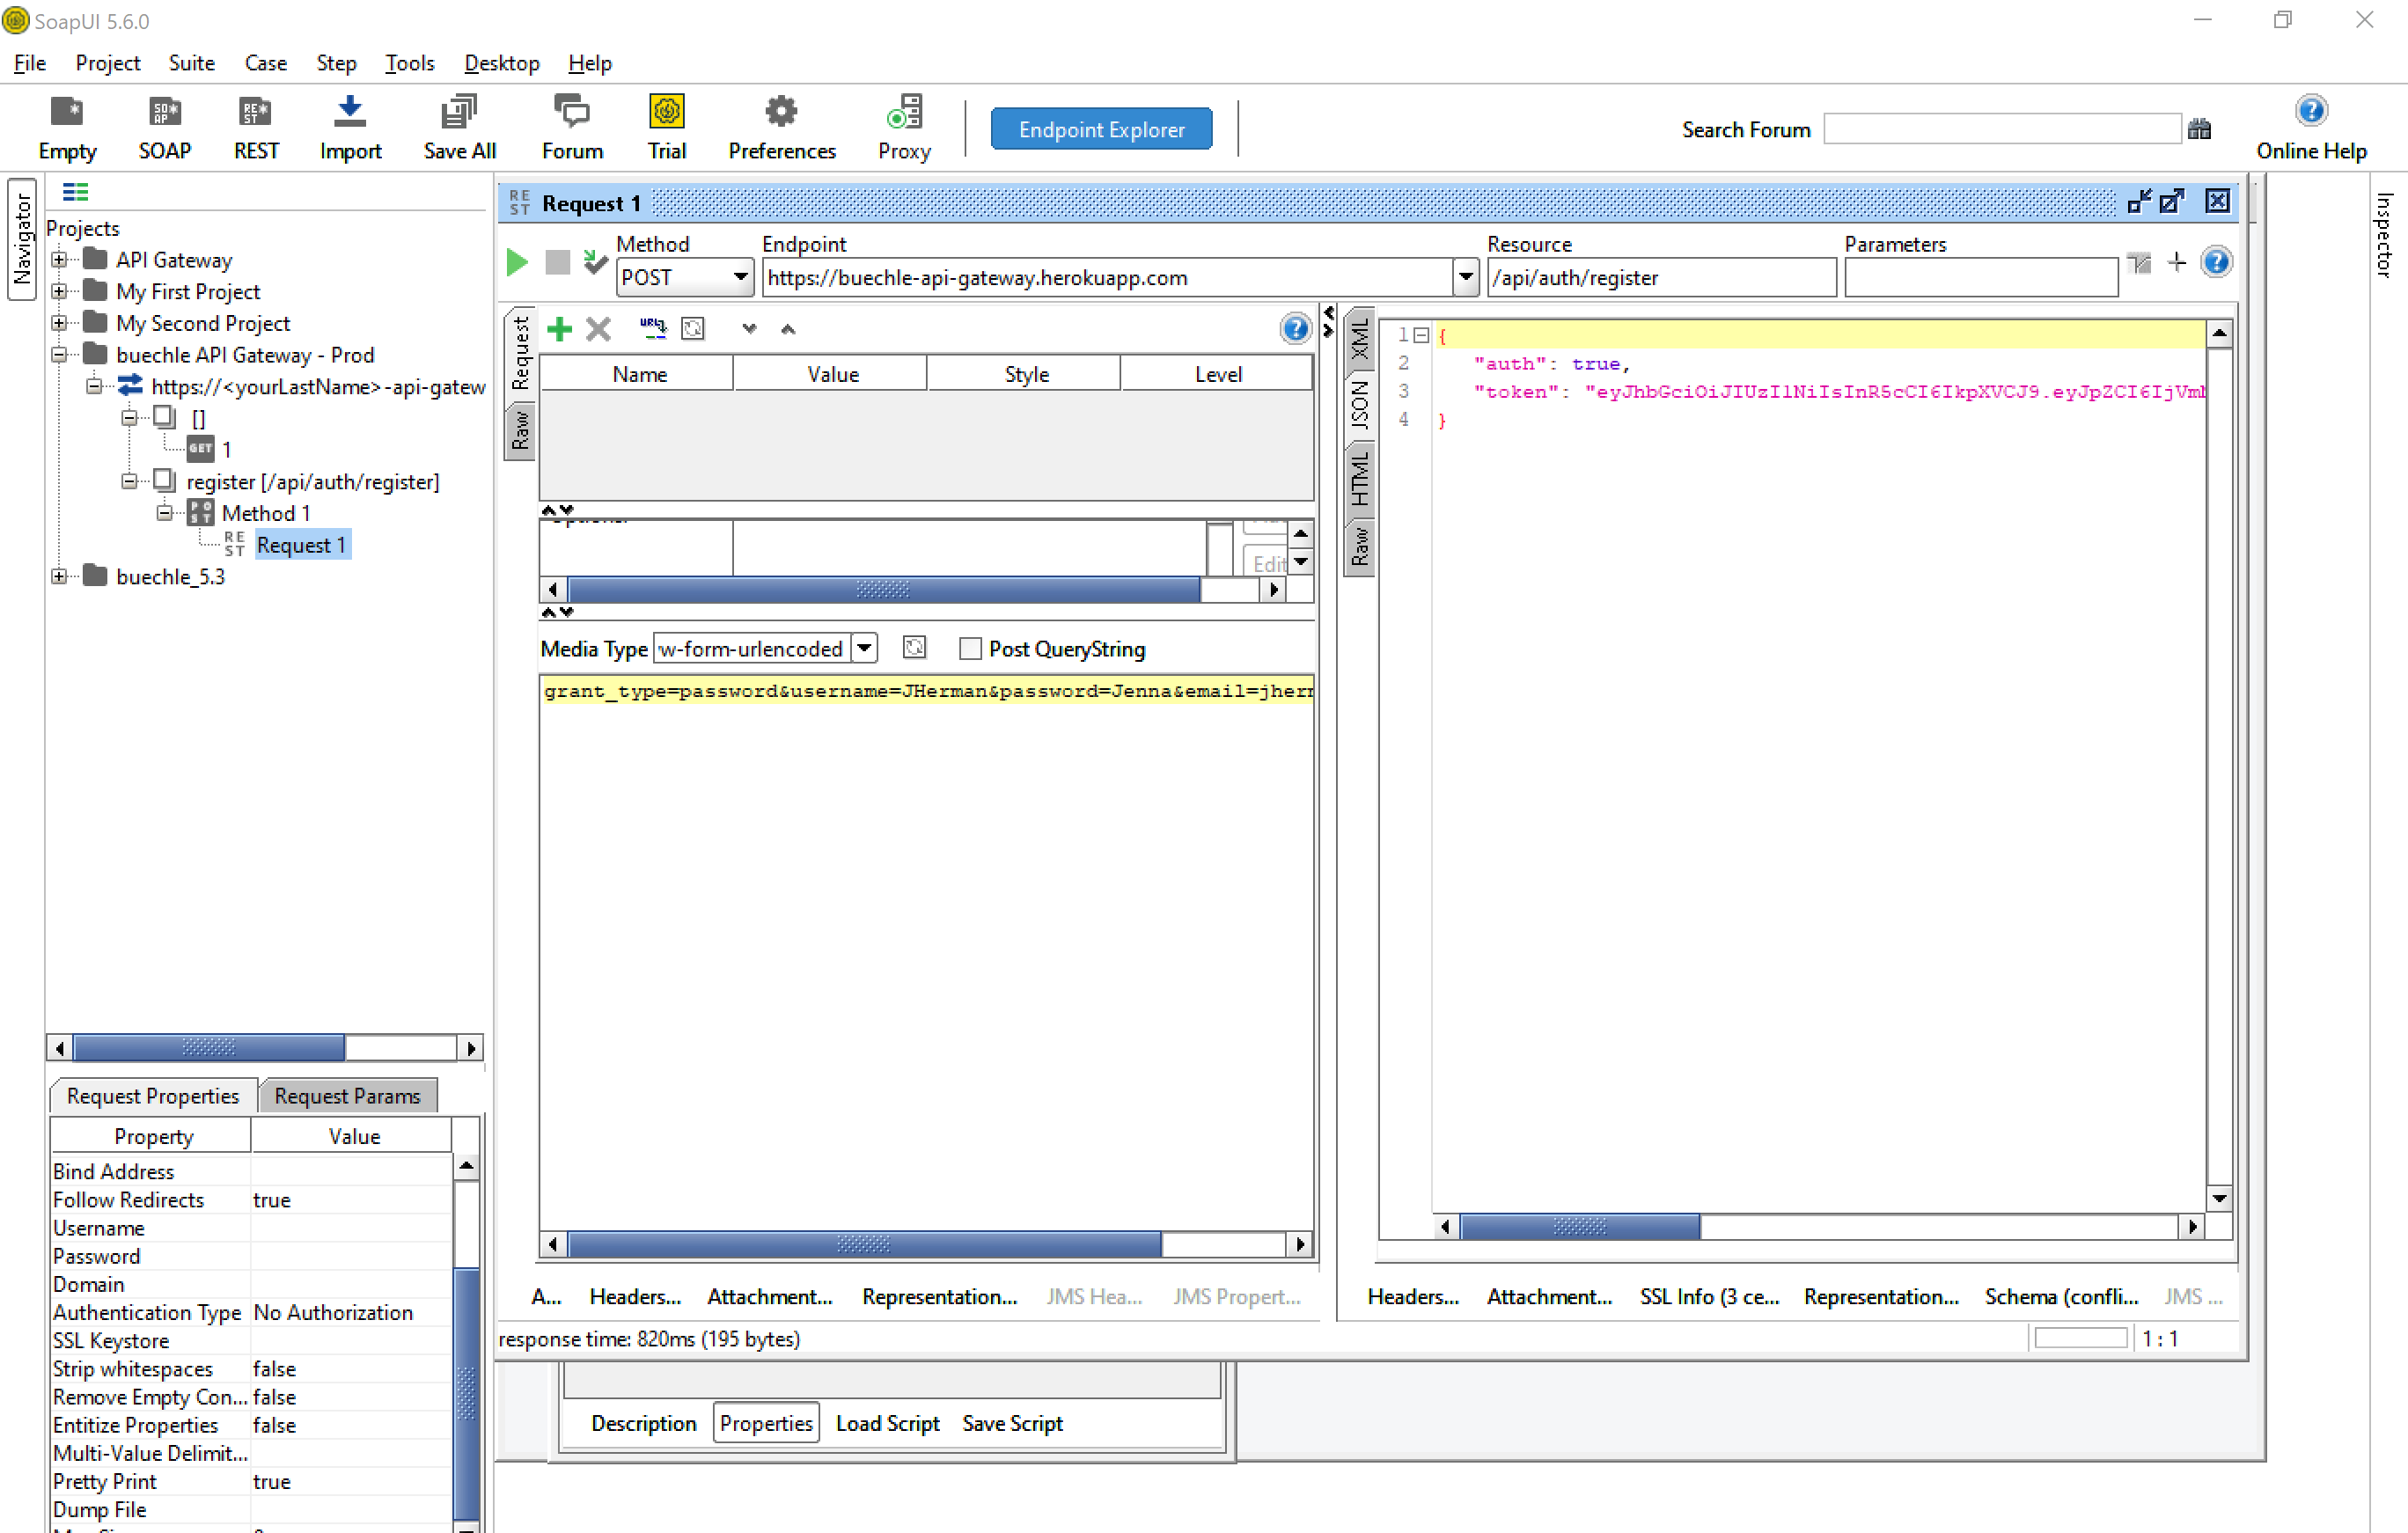 SoapUI 5.6.0
File Project Suite Case Step Tools Desktop Help
Empty SOAP REST Import Save All Forum Trial Preferences Proxy Endpoint Explorer Search Forum Online Help
Navigator
Projects
API Gateway
My First Project
My Second Project
buechle API Gateway - Prod
https://<yourLastName>-api-gatew
[]
GET 1
register [/api/auth/register]
POST Method 1
REST Request 1
buechle_5.3
Request Properties Request Params
Property Value
Bind Address
Follow Redirects true
Username
Password
Domain
Authentication Type No Authorization
SSL Keystore
Strip whitespaces false
Remove Empty Con... false
Entitize Properties false
Multi-Value Delimit...
Pretty Print true
Dump File
REST Request 1
Method Endpoint Resource Parameters
POST https://buechle-api-gateway.herokuapp.com /api/auth/register
Request
Raw
Name Value Style Level
Edit
Media Type w-form-urlencoded Post QueryString
grant_type=password&username=JHerman&password=Jenna&email=jherm
A... Headers... Attachment... Representation... JMS Hea... JMS Propert...
XML
JSON
HTML
Raw
1 {
2 "auth": true,
3 "token": "eyJhbGciOiJIUzI1NiIsInR5cCI6IkpXVCJ9.eyJpZCI6IjVm
4 }
Headers... Attachment... SSL Info (3 ce... Representation... Schema (confli... JMS ...
response time: 820ms (195 bytes)
1 : 1
Description Properties Load Script Save Script
Inspector